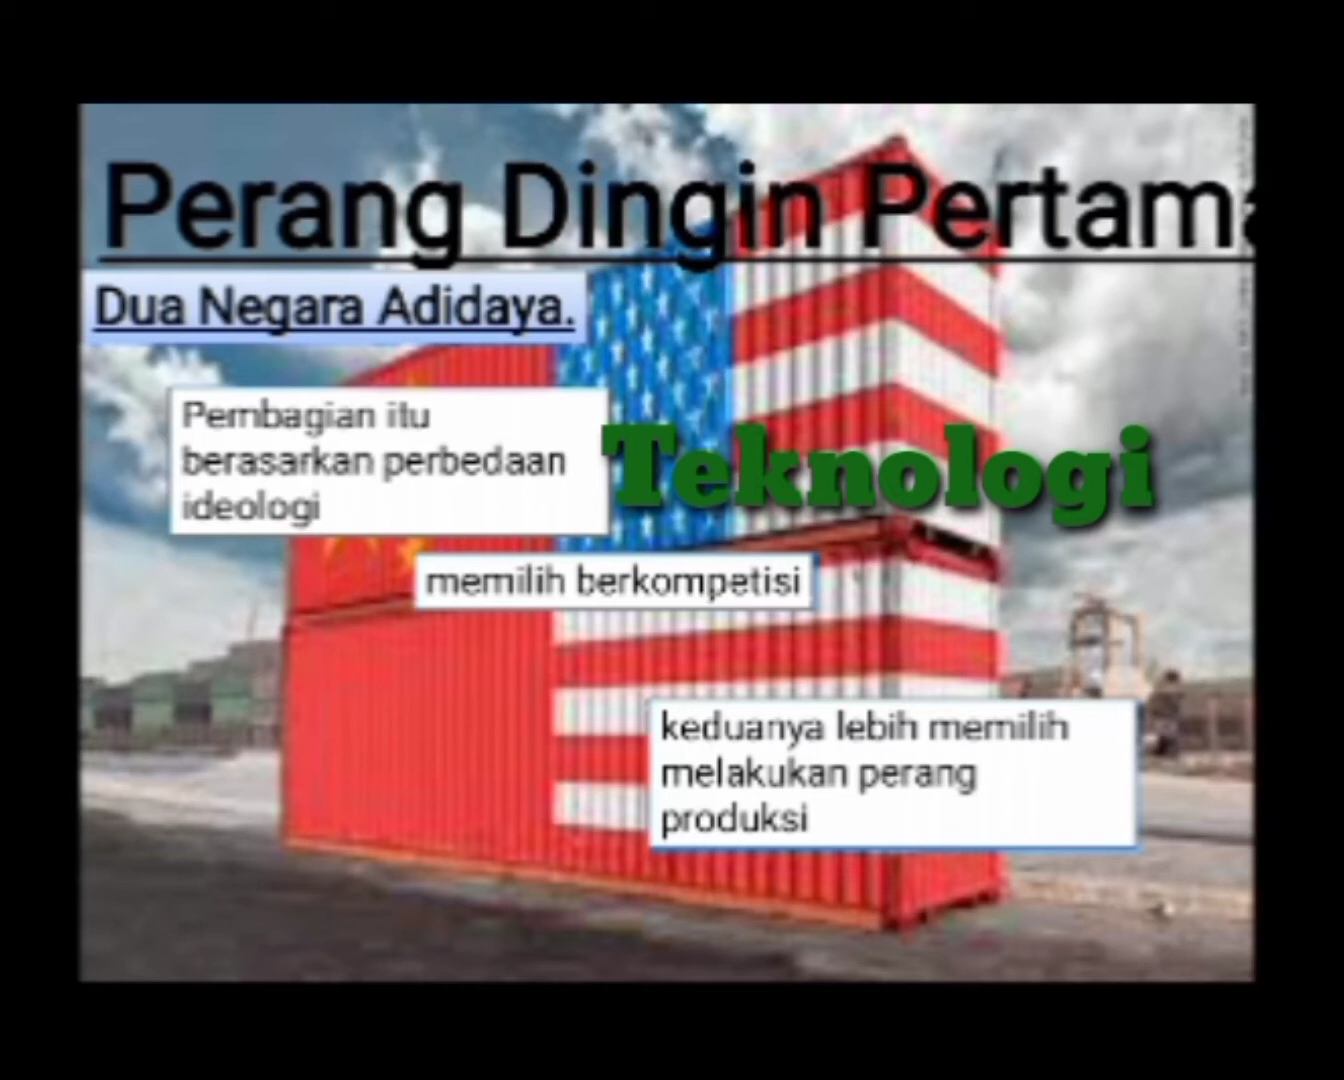 Perang Dingin Pertama
Dua Negara Adidaya.
Pembagian itu
berasarkan perbedaan
ideologi
Teknologi
memilih berkompetisi
keduanya lebih memilih
melakukan perang
produksi